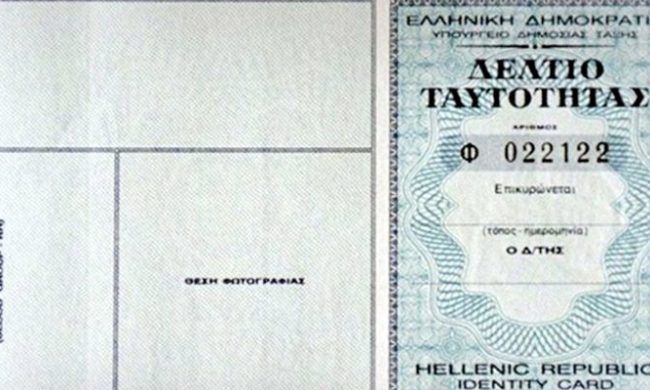 ΘΕΣΗ ΦΩΤΟΓΡΑΦΙΑΣ
ΕΛΛΗΝΙΚΗ ΔΗΜΟΚΡΑΤΙ
ΥΠΟΥΡΓΕΙΟ ΔΗΜΟΣΙΑΣ ΤΑΞΗΣ
ΔΕΛΤΙΟ
ΤΑΥΤΟΤΗΤΑΣ
ΑΡΙΘΜΟΣ
Φ 022122
Επικυρώνεται
(τόπος - ημερομηνία)
Ο Δ/ΤΗΣ
HELLENIC REPUBLIC
IDENTITY CARD